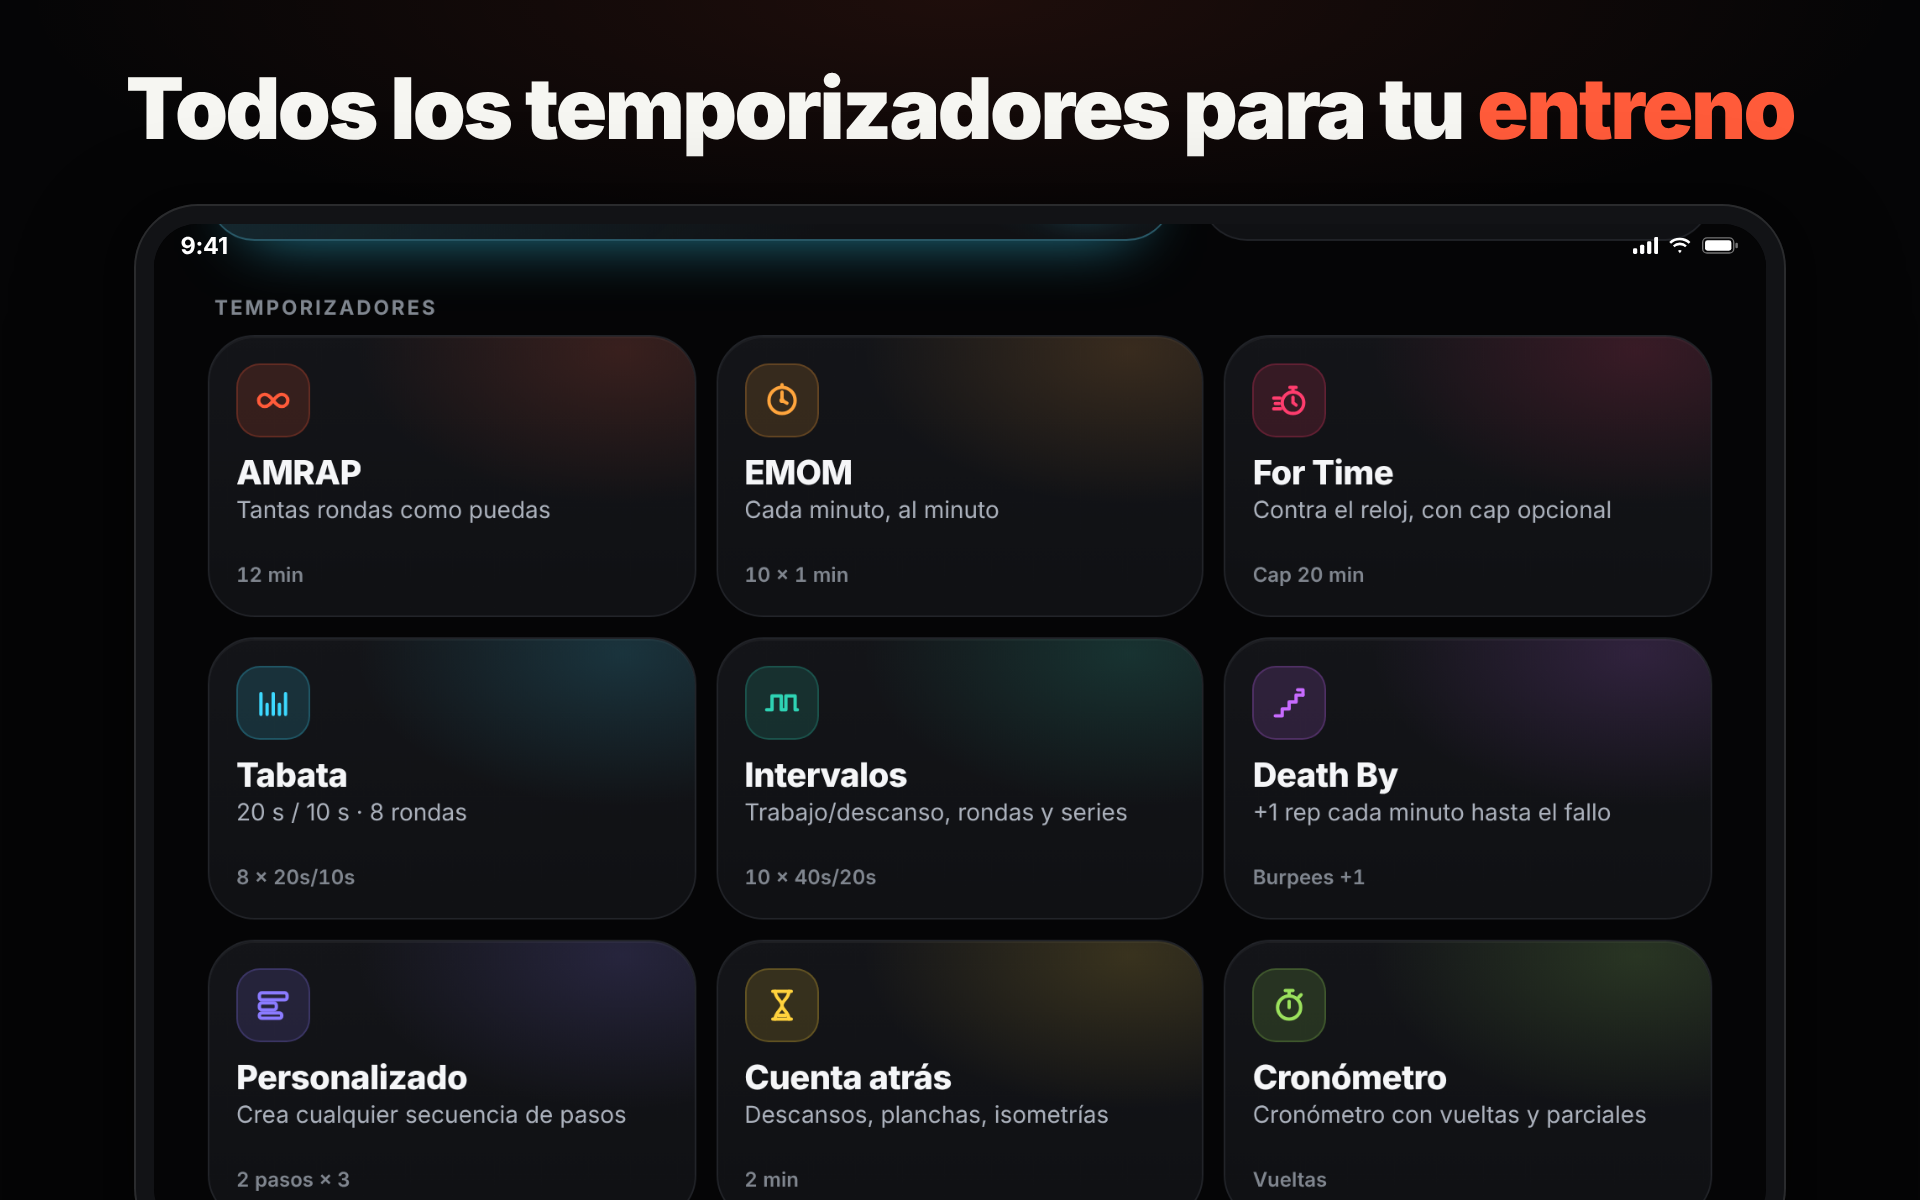 Todos los temporizadores para tu entreno
9:41
TEMPORIZADORES
AMRAP
Tantas rondas como puedas
12 min
EMOM
Cada minuto, al minuto
10 × 1 min
For Time
Contra el reloj, con cap opcional
Cap 20 min
Tabata
20 s / 10 s · 8 rondas
8 × 20s/10s
Intervalos
Trabajo/descanso, rondas y series
10 × 40s/20s
Death By
+1 rep cada minuto hasta el fallo
Burpees +1
Personalizado
Crea cualquier secuencia de pasos
2 pasos × 3
Cuenta atrás
Descansos, planchas, isometrías
2 min
Cronómetro
Cronómetro con vueltas y parciales
Vueltas